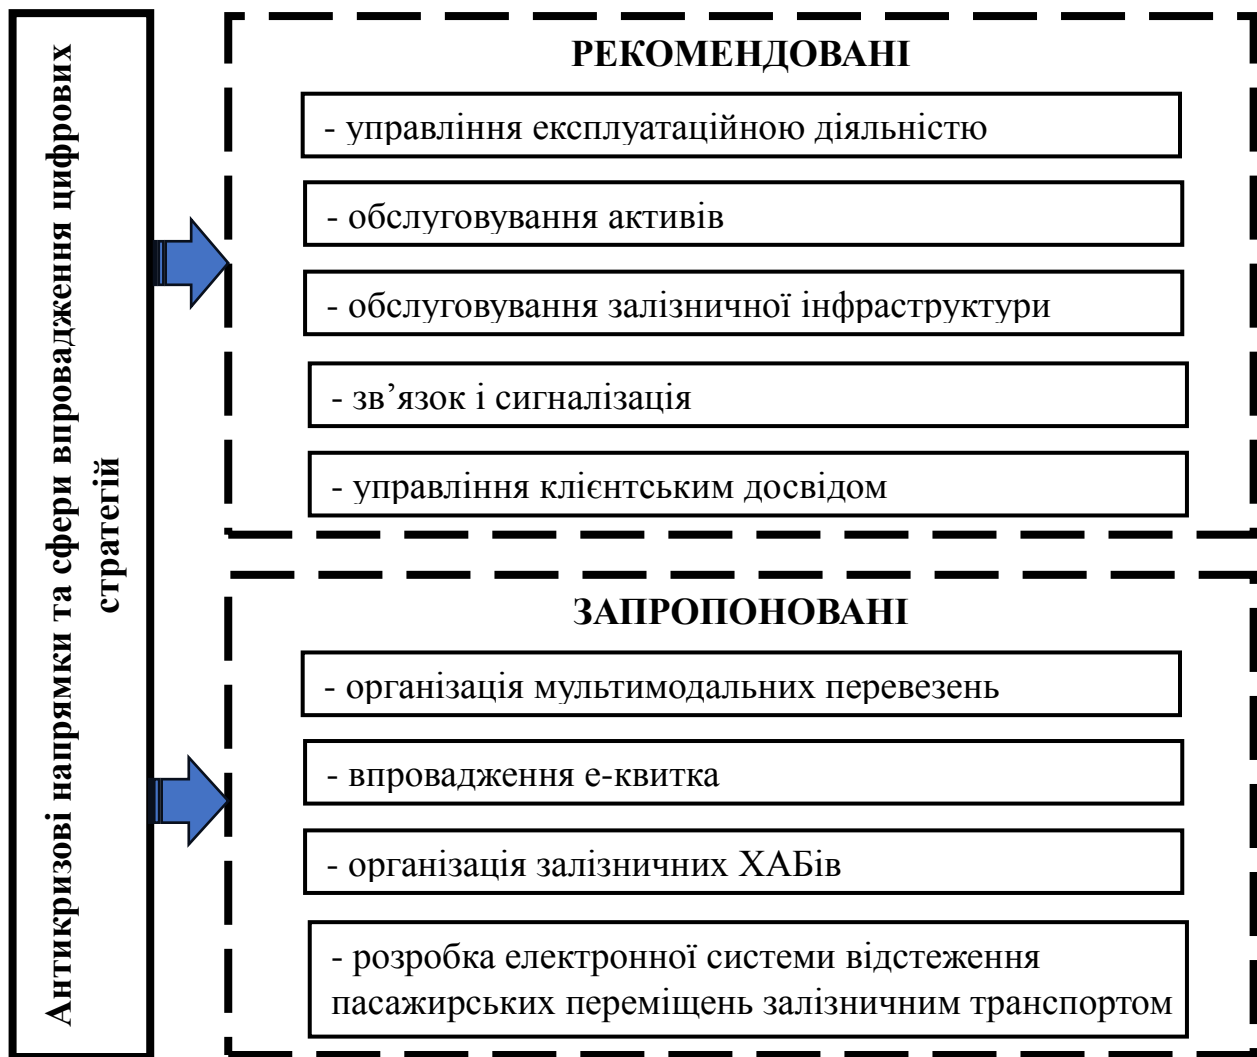 Антикризові напрямки та сфери впровадження цифрових
стратегій
РЕКОМЕНДОВАНІ
- управління експлуатаційною діяльністю
- обслуговування активів
- обслуговування залізничної інфраструктури
- зв’язок і сигналізація
- управління клієнтським досвідом
ЗАПРОПОНОВАНІ
- організація мультимодальних перевезень
- впровадження е-квитка
- організація залізничних ХАБів
- розробка електронної системи відстеження
пасажирських переміщень залізничним транспортом